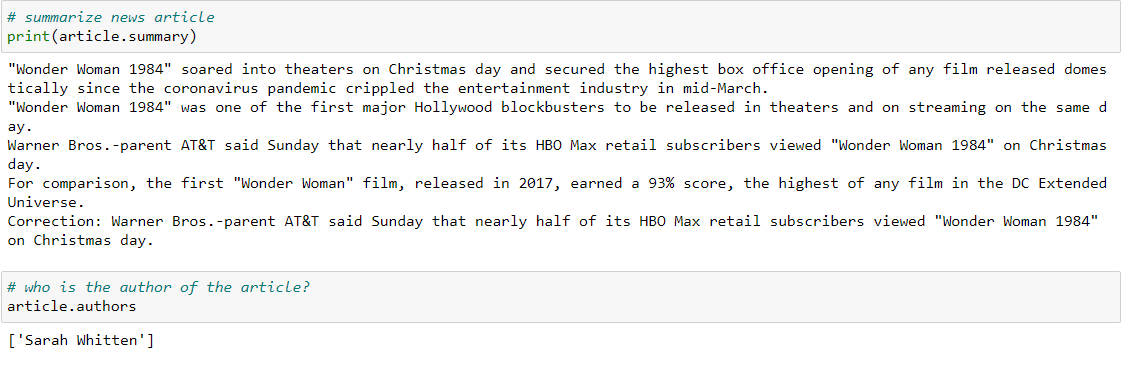 # summarize news article
print(article.summary)
"Wonder Woman 1984" soared into theaters on Christmas day and secured the highest box office opening of any film released domes
tically since the coronavirus pandemic crippled the entertainment industry in mid-March.
"Wonder Woman 1984" was one of the first major Hollywood blockbusters to be released in theaters and on streaming on the same d
ay.
Warner Bros.-parent AT&T said Sunday that nearly half of its HBO Max retail subscribers viewed "Wonder Woman 1984" on Christmas
day.
For comparison, the first "Wonder Woman" film, released in 2017, earned a 93% score, the highest of any film in the DC Extended
Universe.
Correction: Warner Bros.-parent AT&T said Sunday that nearly half of its HBO Max retail subscribers viewed "Wonder Woman 1984"
on Christmas day.
# who is the author of the article?
article.authors
['Sarah Whitten']